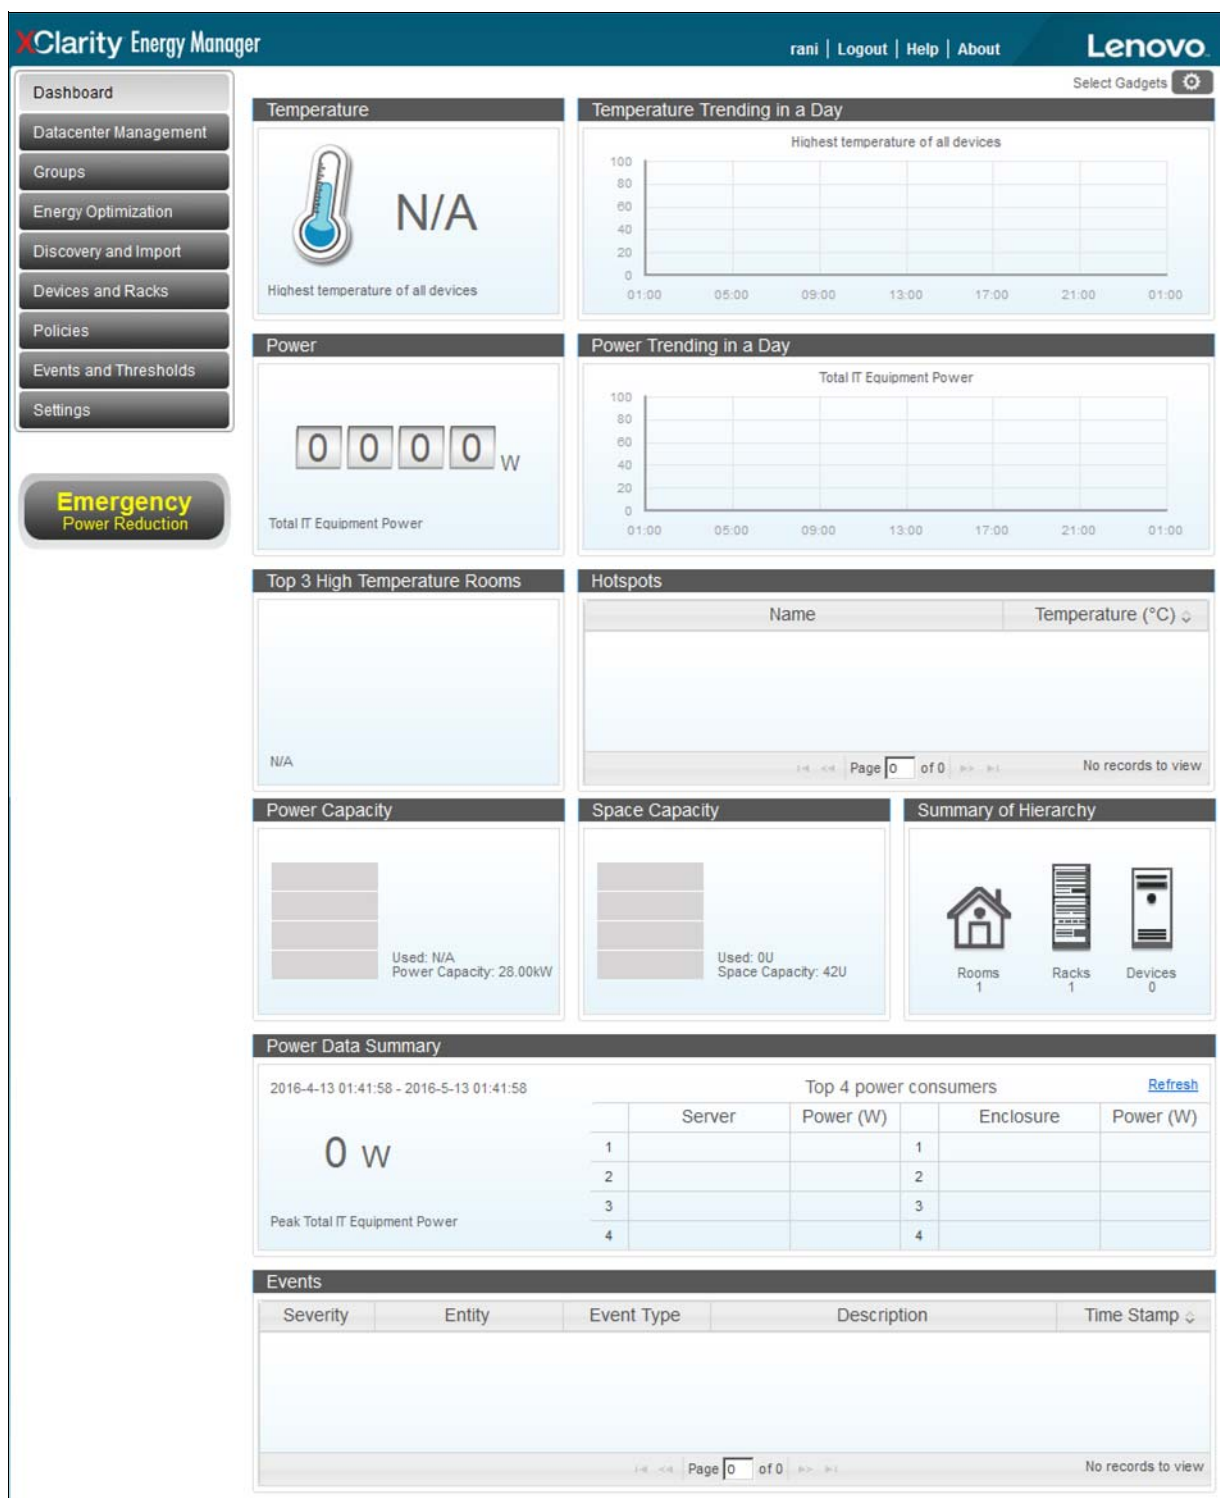 XClarity Energy Manager
rani | Logout | Help | About
Lenovo
Select Gadgets
Dashboard
Datacenter Management
Groups
Energy Optimization
Discovery and Import
Devices and Racks
Policies
Events and Thresholds
Settings
Emergency
Power Reduction
Temperature
N/A
Highest temperature of all devices
Temperature Trending in a Day
Highest temperature of all devices
100
80
60
40
20
0
01:00 05:00 09:00 13:00 17:00 21:00 01:00
Power
0 0 0 0 W
Total IT Equipment Power
Power Trending in a Day
Total IT Equipment Power
100
80
60
40
20
0
01:00 05:00 09:00 13:00 17:00 21:00 01:00
Top 3 High Temperature Rooms
N/A
Hotspots
Name Temperature (°C)
Page 0 of 0 No records to view
Power Capacity
Used: N/A
Power Capacity: 28.00kW
Space Capacity
Used: 0U
Space Capacity: 42U
Summary of Hierarchy
Rooms Racks Devices
1 1 0
Power Data Summary
2016-4-13 01:41:58 - 2016-5-13 01:41:58
0 W
Peak Total IT Equipment Power
Top 4 power consumers Refresh
Server Power (W) Enclosure Power (W)
1 1
2 2
3 3
4 4
Events
Severity Entity Event Type Description Time Stamp
Page 0 of 0 No records to view